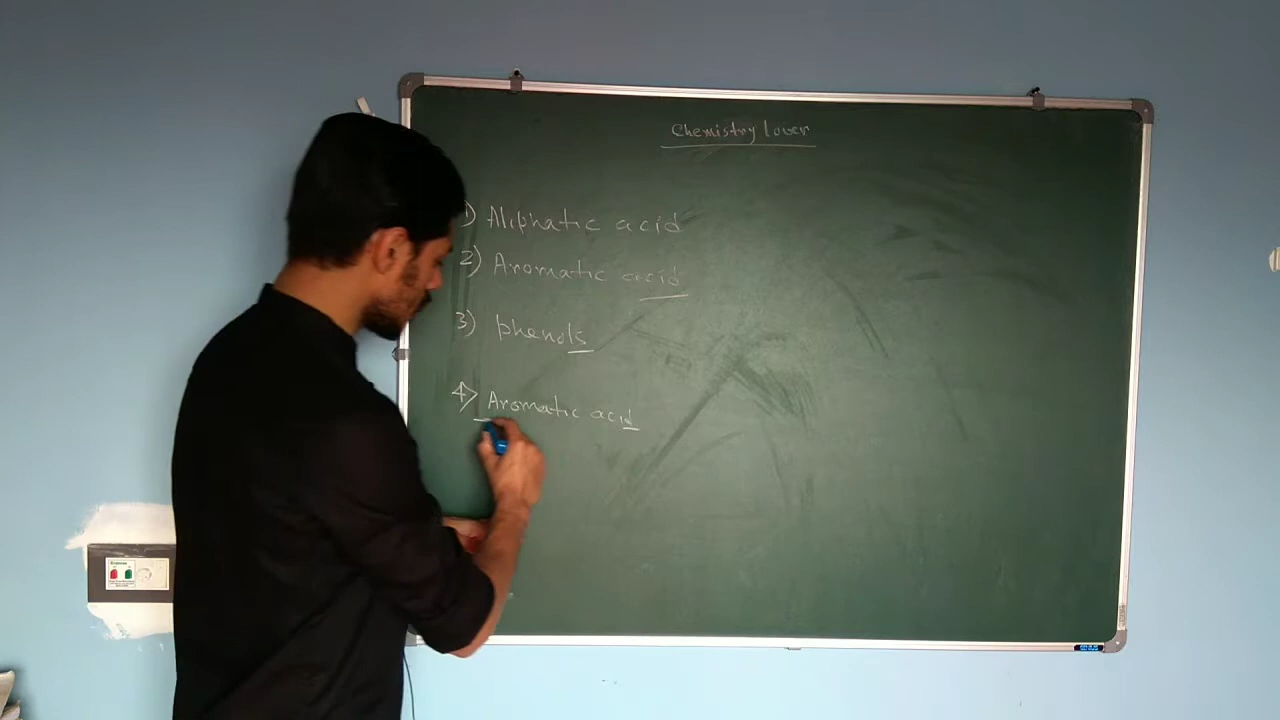 Chemistry lover
1) Aliphatic acid
2) Aromatic acid
3) phenols
4) Aromatic acid